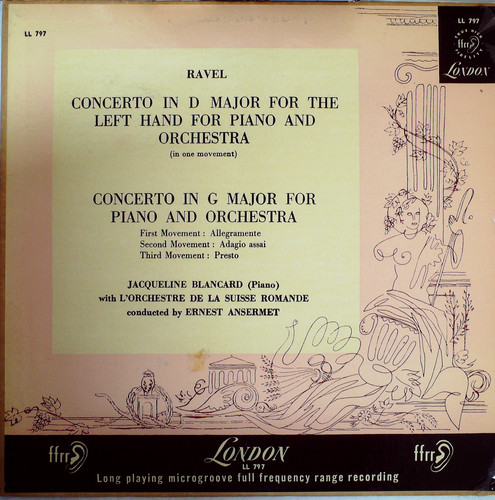 LL 797
LL 797
ffrr
LONDON
RAVEL
CONCERTO IN D MAJOR FOR THE
LEFT HAND FOR PIANO AND
ORCHESTRA
(in one movement)
CONCERTO IN G MAJOR FOR
PIANO AND ORCHESTRA
First Movement : Allegramente
Second Movement : Adagio assai
Third Movement : Presto
JACQUELINE BLANCARD (Piano)
with L'ORCHESTRE DE LA SUISSE ROMANDE
conducted by ERNEST ANSERMET
ffrr
LONDON
LL 797
ffrr
Long playing microgroove full frequency range recording